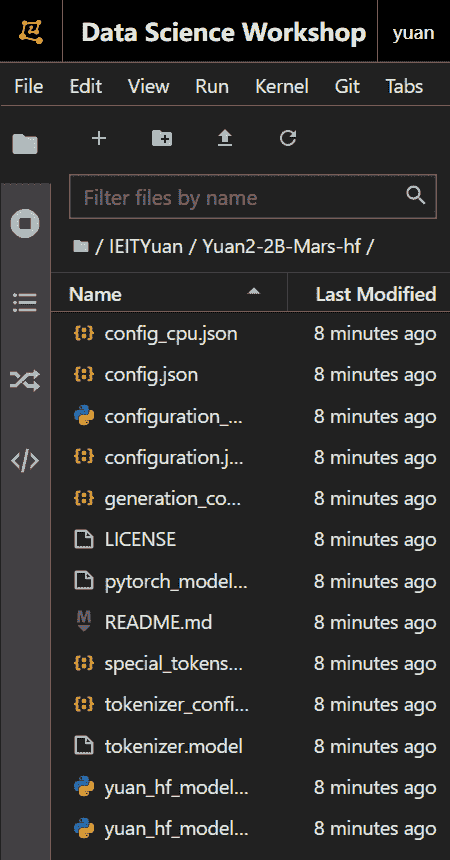 Data Science Workshop yuan
File Edit View Run Kernel Git Tabs
Filter files by name
/ IEITYuan / Yuan2-2B-Mars-hf /
Name Last Modified
config_cpu.json 8 minutes ago
config.json 8 minutes ago
configuration_... 8 minutes ago
configuration.j... 8 minutes ago
generation_co... 8 minutes ago
LICENSE 8 minutes ago
pytorch_model... 8 minutes ago
README.md 8 minutes ago
special_tokens... 8 minutes ago
tokenizer_confi... 8 minutes ago
tokenizer.model 8 minutes ago
yuan_hf_model... 8 minutes ago
yuan_hf_model... 8 minutes ago